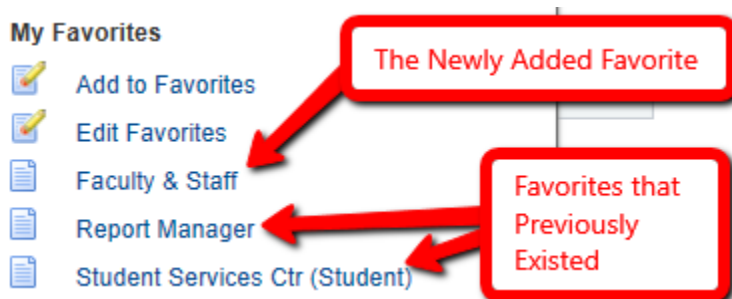 My Favorites
The Newly Added Favorite
Add to Favorites
Edit Favorites
Faculty & Staff
Report Manager
Student Services Ctr (Student)
Favorites that
Previously
Existed